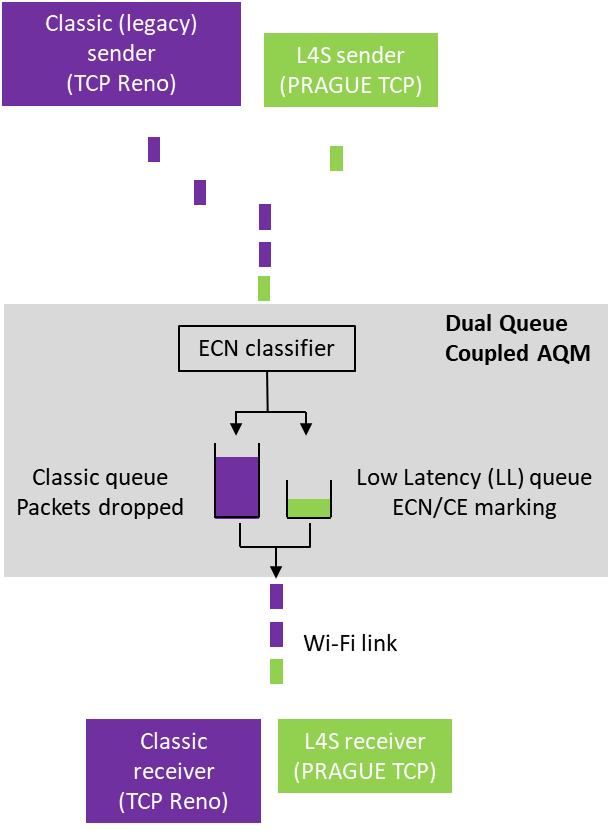 Classic (legacy)
sender
(TCP Reno)
L4S sender
(PRAGUE TCP)
Dual Queue
Coupled AQM
ECN classifier
Classic queue
Packets dropped
Low Latency (LL) queue
ECN/CE marking
Wi-Fi link
Classic
receiver
(TCP Reno)
L4S receiver
(PRAGUE TCP)